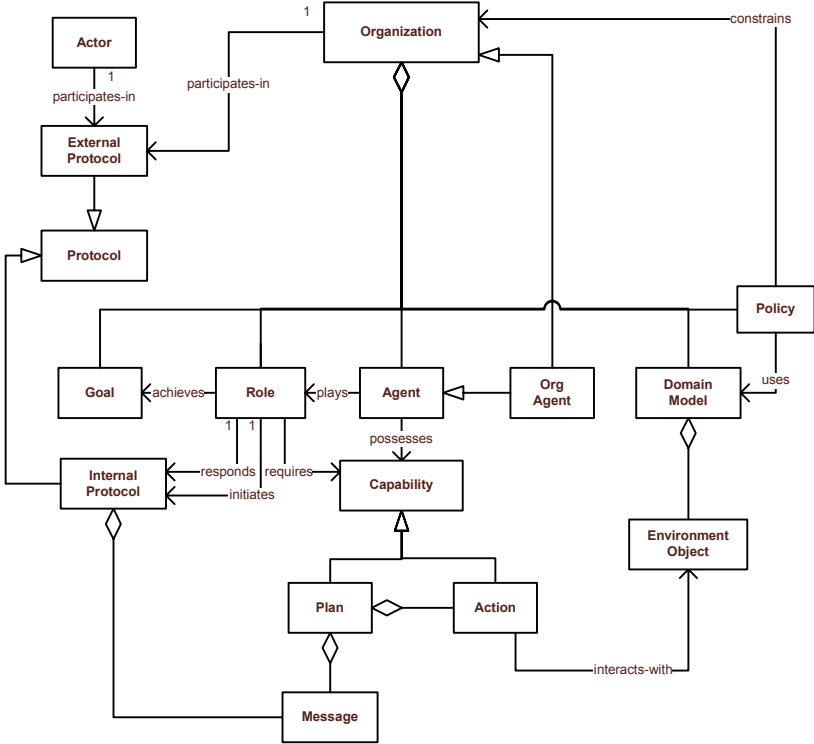 1
Organization
constrains
Actor
1
participates-in
participates-in
External
Protocol
Protocol
Policy
Goal
achieves
Role
plays
Agent
Org
Agent
Domain
Model
uses
1
1
possesses
Internal
Protocol
responds
requires
initiates
Capability
Environment
Object
Plan
Action
interacts-with
Message